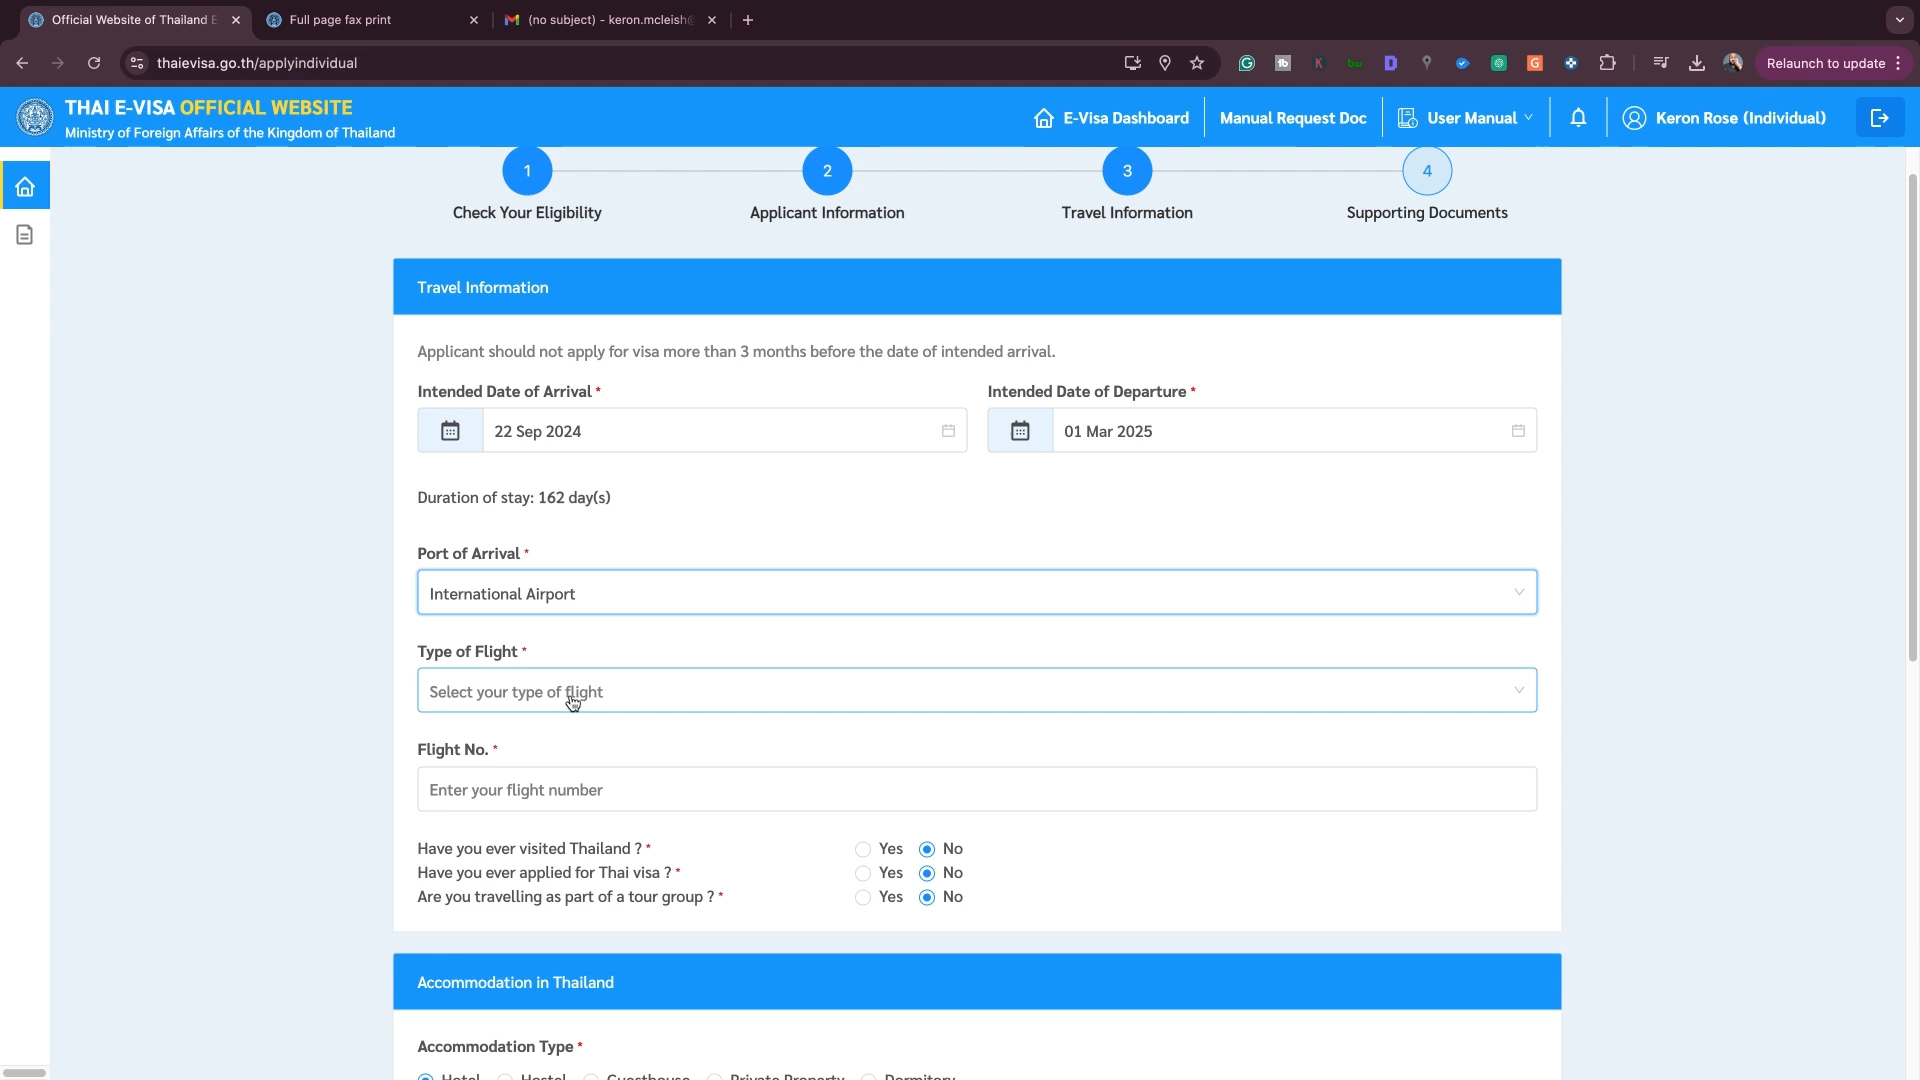 Official Website of Thailand E
Full page fax print
(no subject) - keron.mcleish@
thaievisa.go.th/applyindividual
Relaunch to update
THAI E-VISA OFFICIAL WEBSITE
Ministry of Foreign Affairs of the Kingdom of Thailand
E-Visa Dashboard
Manual Request Doc
User Manual
Keron Rose (Individual)
1
2
3
4
Check Your Eligibility
Applicant Information
Travel Information
Supporting Documents
Travel Information
Applicant should not apply for visa more than 3 months before the date of intended arrival.
Intended Date of Arrival *
Intended Date of Departure *
22 Sep 2024
01 Mar 2025
Duration of stay: 162 day(s)
Port of Arrival *
International Airport
Type of Flight *
Select your type of flight
Flight No. *
Enter your flight number
Have you ever visited Thailand ? * Yes No
Have you ever applied for Thai visa ? * Yes No
Are you travelling as part of a tour group ? * Yes No
Accommodation in Thailand
Accommodation Type *
Hotel Hostel Guesthouse Private Property Dormitory